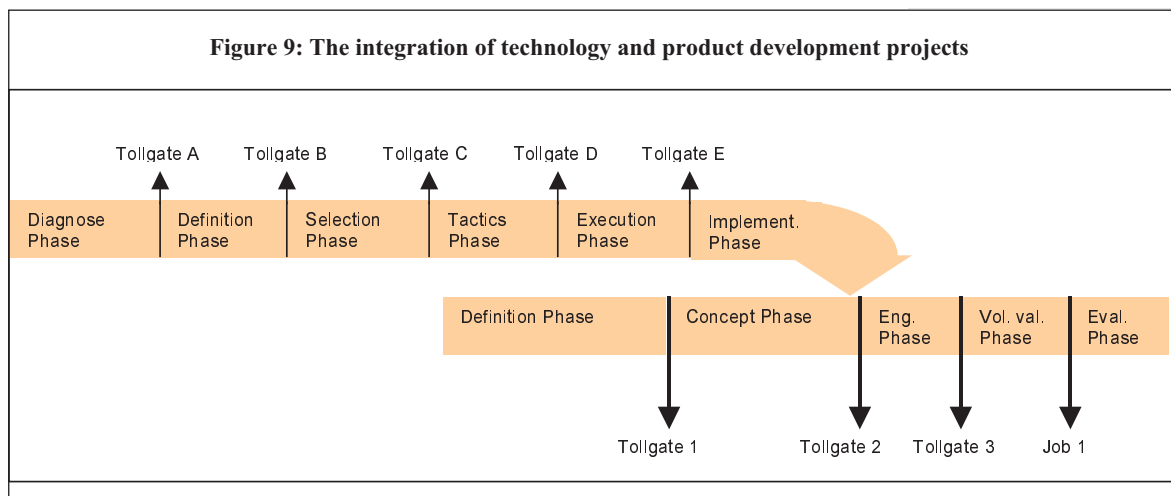 Figure 9: The integration of technology and product development projects
Tollgate A
Tollgate B
Tollgate C
Tollgate D
Tollgate E
Diagnose
Phase
Definition
Phase
Selection
Phase
Tactics
Phase
Execution
Phase
Implement.
Phase
Definition Phase
Concept Phase
Eng.
Phase
Vol. val.
Phase
Eval.
Phase
Tollgate 1
Tollgate 2
Tollgate 3
Job 1